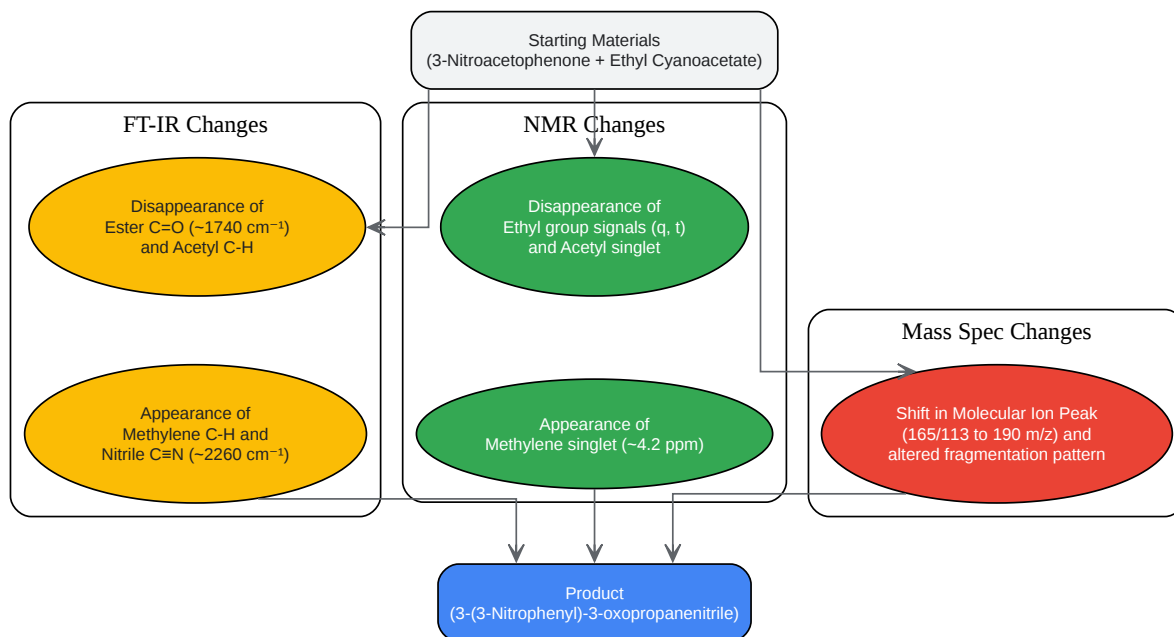 Starting Materials
(3-Nitroacetophenone + Ethyl Cyanoacetate)
FT-IR Changes
Disappearance of
Ester C=O (~1740 cm⁻¹)
and Acetyl C-H
Appearance of
Methylene C-H and
Nitrile C≡N (~2260 cm⁻¹)
NMR Changes
Disappearance of
Ethyl group signals (q, t)
and Acetyl singlet
Appearance of
Methylene singlet (~4.2 ppm)
Mass Spec Changes
Shift in Molecular Ion Peak
(165/113 to 190 m/z) and
altered fragmentation pattern
Product
(3-(3-Nitrophenyl)-3-oxopropanenitrile)